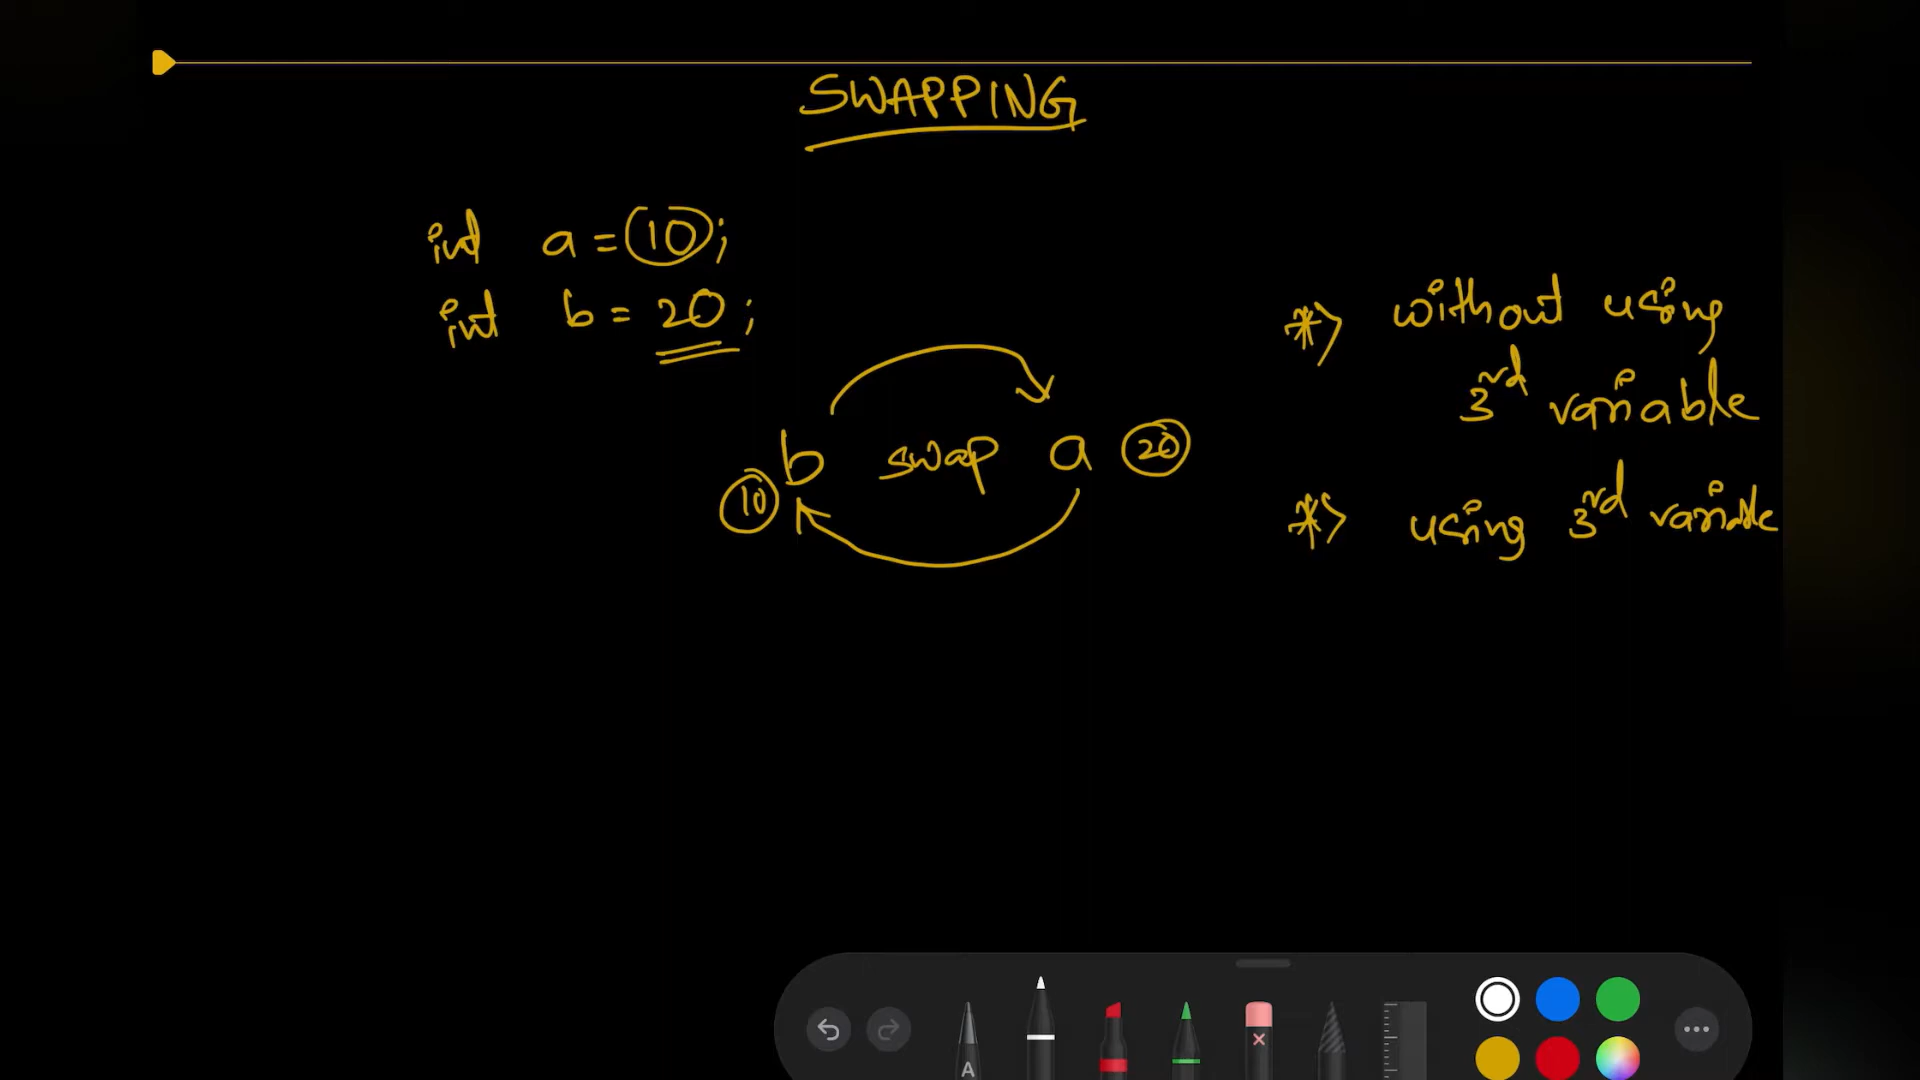 SWAPPING
int a = 10;
int b = 20;
b swap a 20
10
*) without using
3rd variable
*) using 3rd variable
A